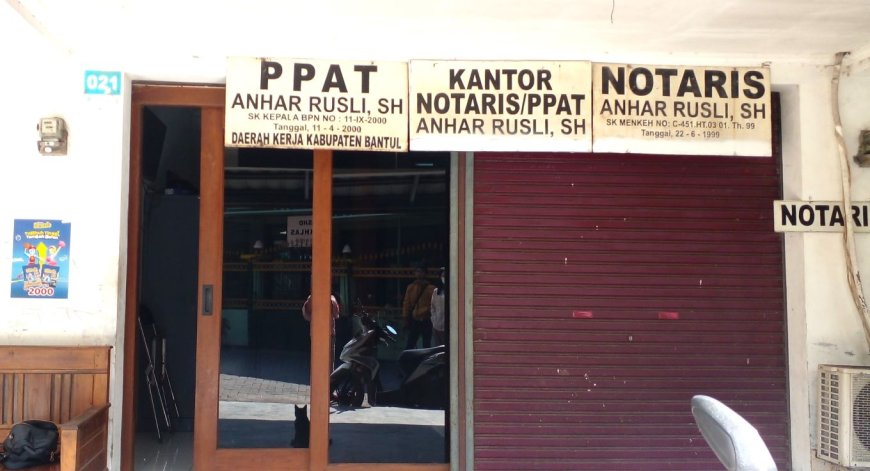 021
PPAT
ANHAR RUSLI, SH
SK KEPALA BPN NO : 11-IX-2000
Tanggal, 11 - 4 - 2000
DAERAH KERJA KABUPATEN BANTUL
KANTOR
NOTARIS/PPAT
ANHAR RUSLI, SH
NOTARIS
ANHAR RUSLI, SH
SK MENKEH NO: C-451.HT.03 01. Th. 99
Tanggal, 22 - 6 - 1999
NOTARI
2000